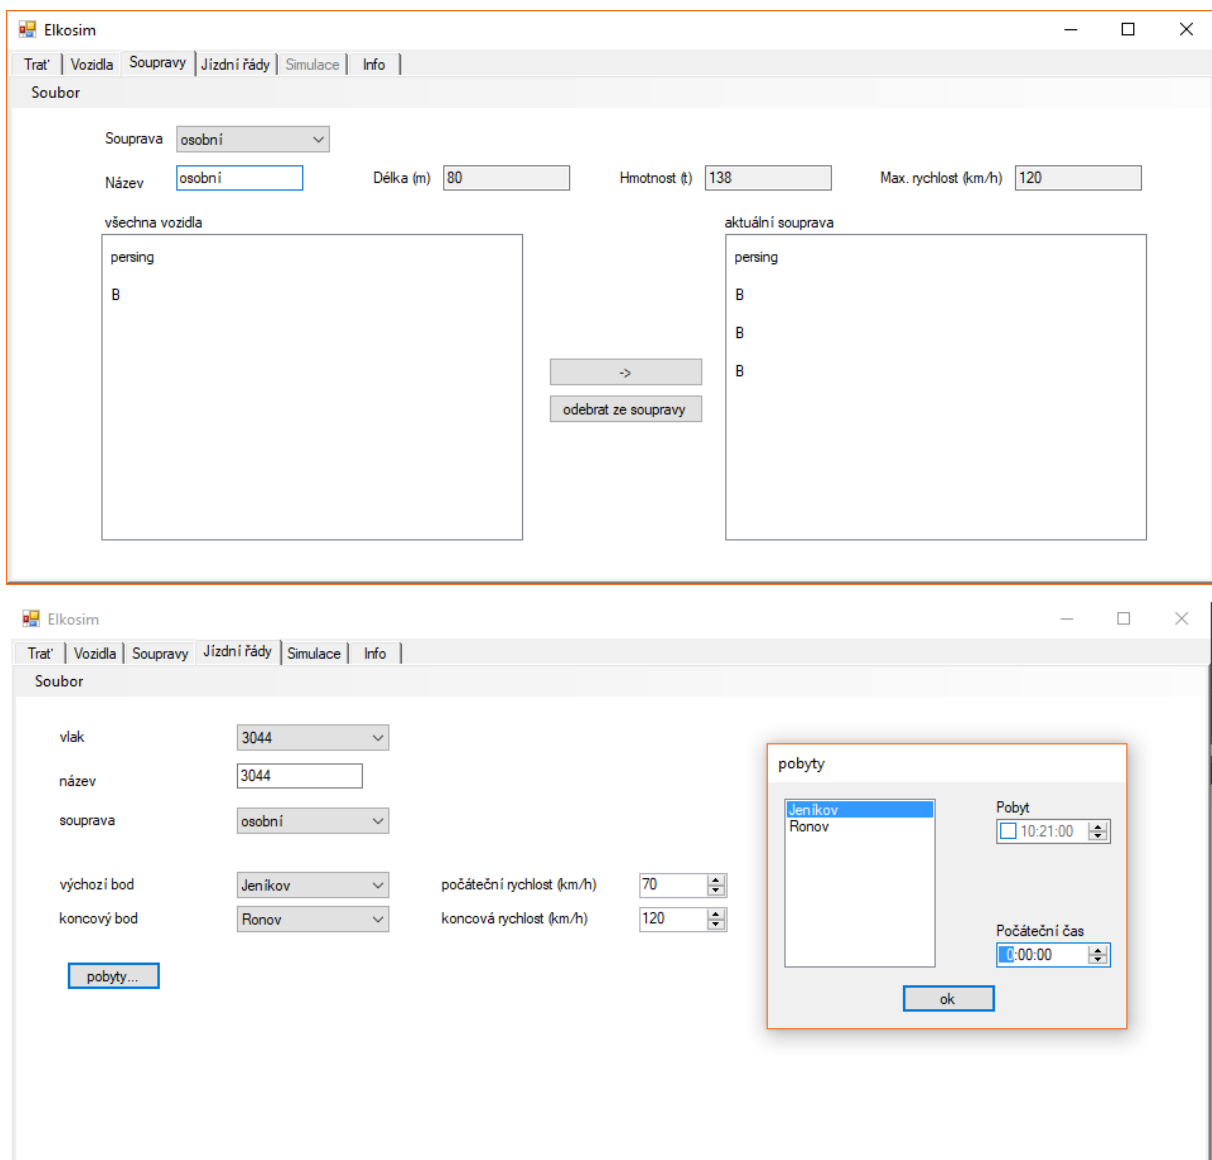 Elkosim
Trať Vozidla Soupravy Jízdní řády Simulace Info
Soubor
Souprava osobní
Název osobní Délka (m) 80 Hmotnost (t) 138 Max. rychlost (km/h) 120
všechna vozidla aktuální souprava
persing persing
B B
B
-> B
odebrat ze soupravy
Elkosim
Trať Vozidla Soupravy Jízdní řády Simulace Info
Soubor
vlak 3044
název 3044
souprava osobní
výchozí bod Jeníkov počáteční rychlost (km/h) 70
koncový bod Ronov koncová rychlost (km/h) 120
pobyty...
pobyty
Jeníkov Pobyt
Ronov 10:21:00
Počáteční čas
0:00:00
ok